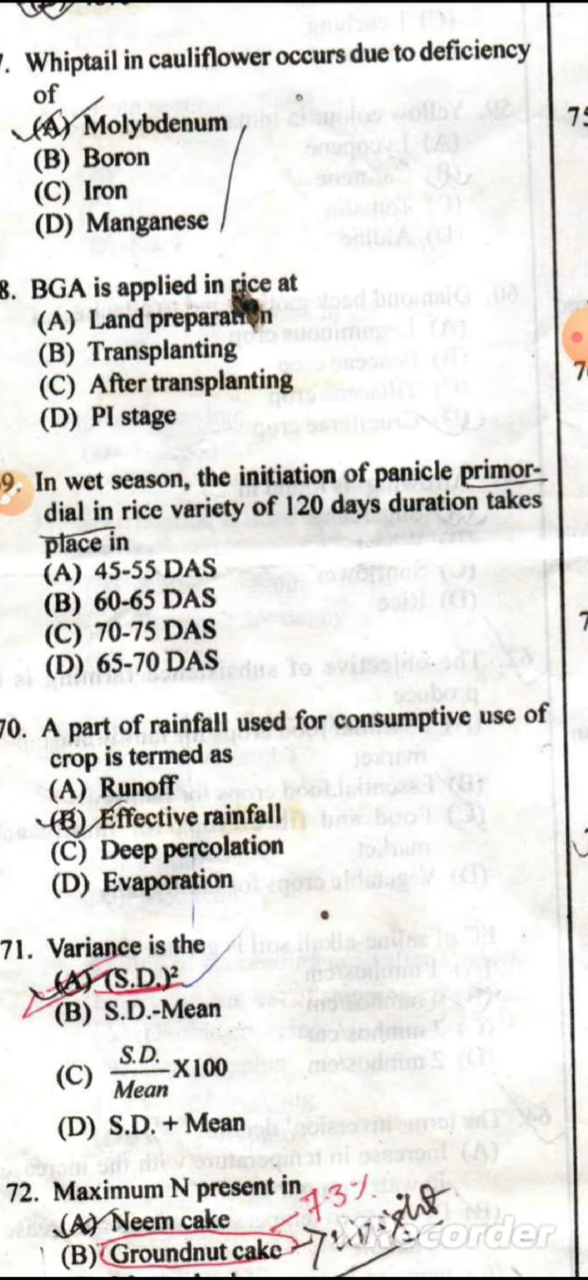 7. Whiptail in cauliflower occurs due to deficiency
of
(A) Molybdenum
(B) Boron
(C) Iron
(D) Manganese
8. BGA is applied in rice at
(A) Land preparation
(B) Transplanting
(C) After transplanting
(D) PI stage
9. In wet season, the initiation of panicle primor-
dial in rice variety of 120 days duration takes
place in
(A) 45-55 DAS
(B) 60-65 DAS
(C) 70-75 DAS
(D) 65-70 DAS
70. A part of rainfall used for consumptive use of
crop is termed as
(A) Runoff
(B) Effective rainfall
(C) Deep percolation
(D) Evaporation
71. Variance is the
(A) (S.D.)²
(B) S.D.-Mean
(C) S.D./Mean X100
(D) S.D. + Mean
72. Maximum N present in
7.3%
(A) Neem cake
(B) Groundnut cake
right
XRecorder